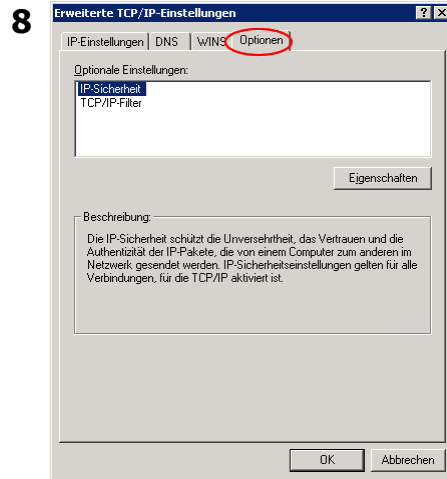 8
Erweiterte TCP/IP-Einstellungen
IP-Einstellungen DNS WINS Optionen
Optionale Einstellungen:
IP-Sicherheit
TCP/IP-Filter
Eigenschaften
Beschreibung:
Die IP-Sicherheit schützt die Unversehrtheit, das Vertrauen und die
Authentizität der IP-Pakete, die von einem Computer zum anderen im
Netzwerk gesendet werden. IP-Sicherheitseinstellungen gelten für alle
Verbindungen, für die TCP/IP aktiviert ist.
OK Abbrechen